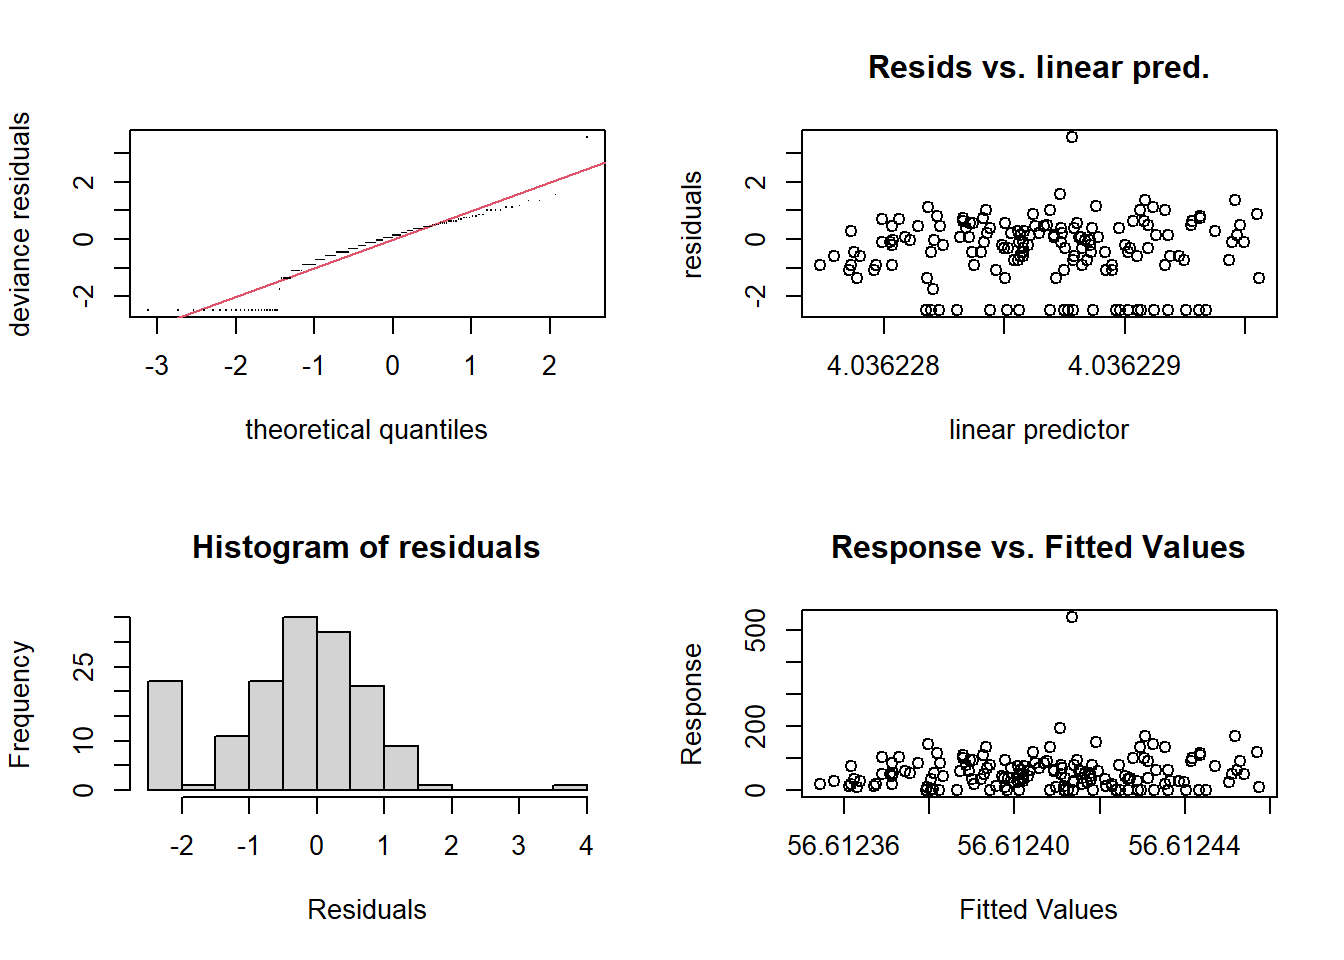 deviance residuals
2
0
-2
-3 -2 -1 0 1 2
theoretical quantiles
Resids vs. linear pred.
residuals
2
0
-2
4.036228 4.036229
linear predictor
Histogram of residuals
Frequency
25
10
0
-2 -1 0 1 2 3 4
Residuals
Response vs. Fitted Values
Response
500
200
0
56.61236 56.61240 56.61244
Fitted Values